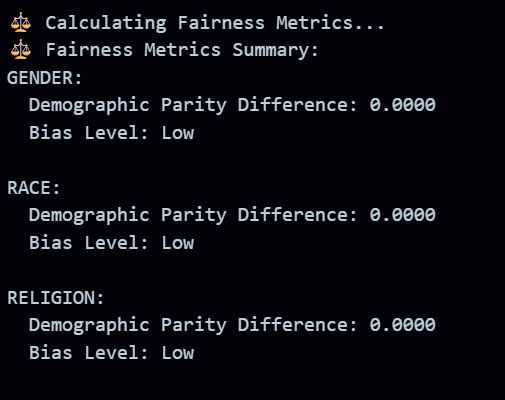 ⚖️ Calculating Fairness Metrics...
⚖️ Fairness Metrics Summary:
GENDER:
  Demographic Parity Difference: 0.0000
  Bias Level: Low

RACE:
  Demographic Parity Difference: 0.0000
  Bias Level: Low

RELIGION:
  Demographic Parity Difference: 0.0000
  Bias Level: Low